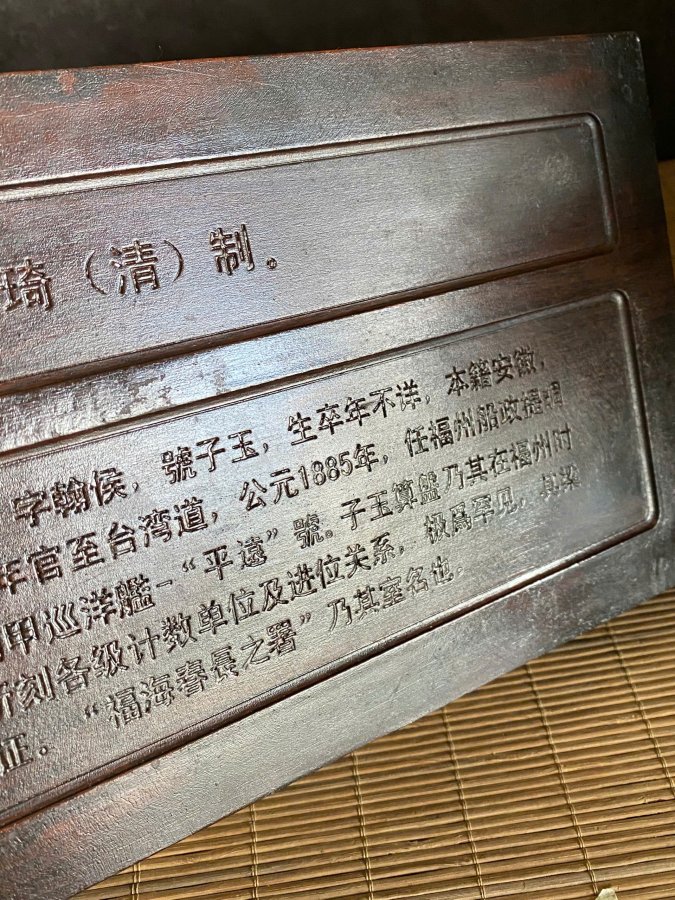 琦（清）制。
字翰侯，號子玉，生卒年不详，本籍安徽，
年官至台湾道，公元1885年，任福州船政提调
甲巡洋艦－“平遠”號。子玉算盤乃其在福州时
所刻各级计数单位及进位关系，极爲罕见，其梁
正。“福海春長之署”乃其室名也。